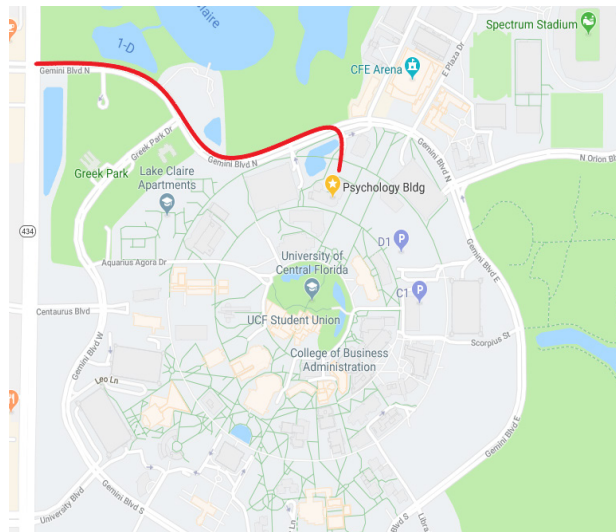 laire
1-D
Gemini Blvd N
Spectrum Stadium
E Plaza Dr
CFE Arena
Greek Park Dr
Gemini Blvd N
Gemini Blvd N
N Orion Bl
Lake Claire
Apartments
Greek Park
Psychology Bldg
434
D1
P
Aquarius Agora Dr
University of
Central Florida
Gemini Blvd E
C1
P
Centaurus Blvd
UCF Student Union
Scorpius St
Gemini Blvd W
College of Business
Administration
Leo Ln
Gemini Blvd E
University Blvd
Gemini Blvd S
Libra
Blvd S